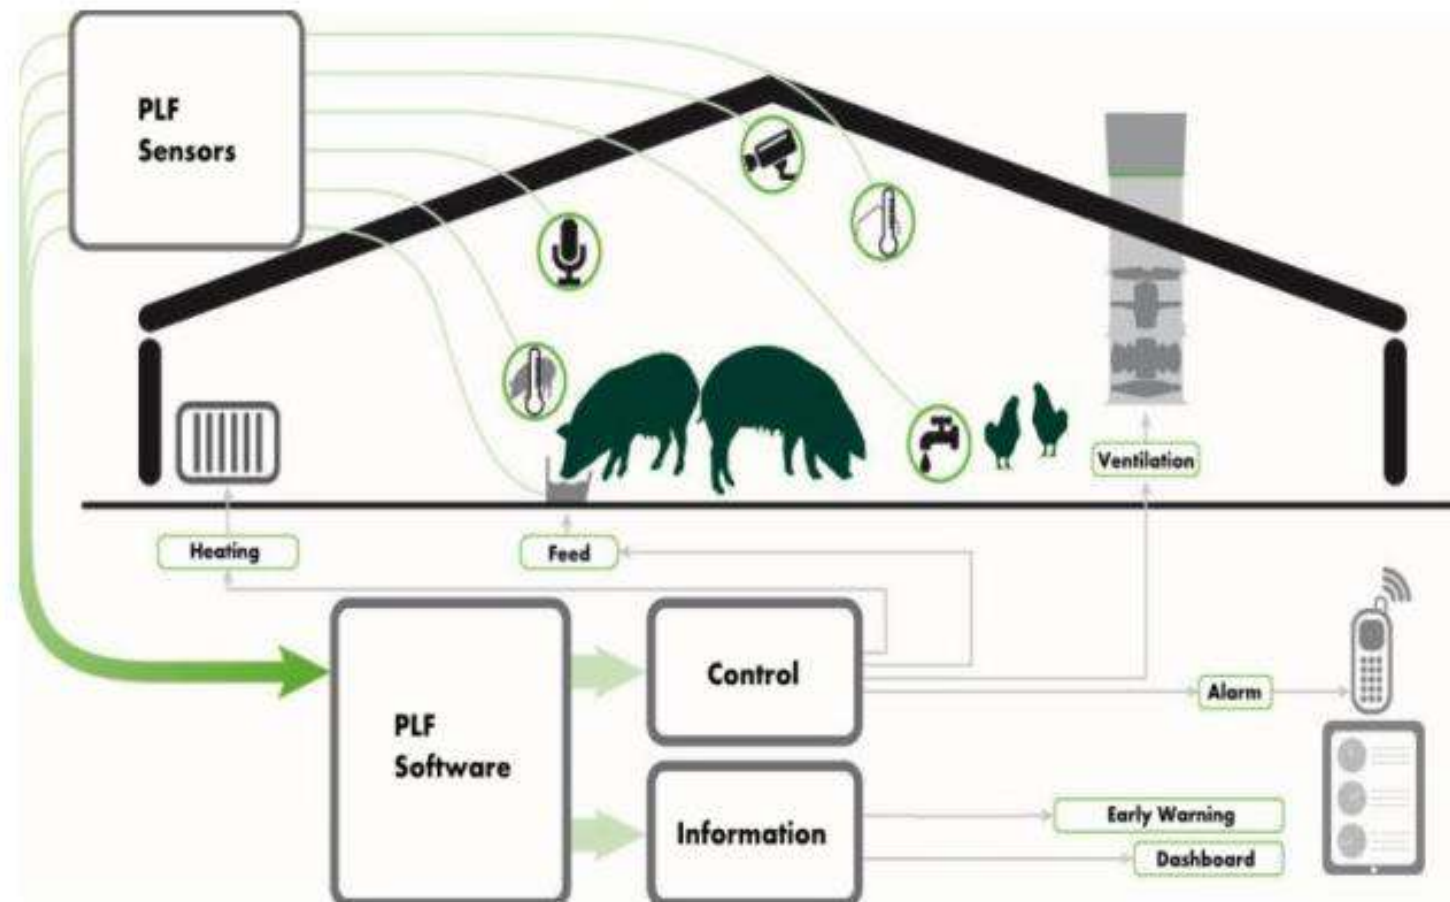 PLF
Sensors
Ventilation
Heating
Feed
Control
Alarm
PLF
Software
Information
Early Warning
Dashboard